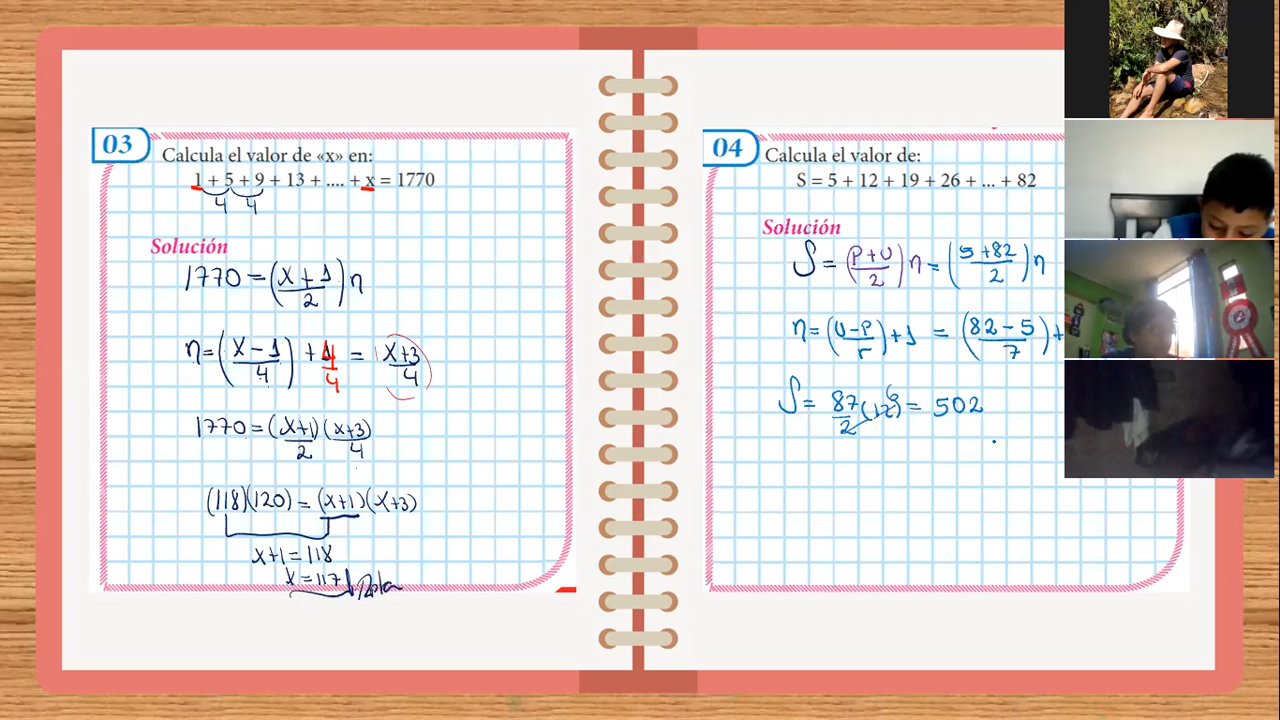 03
Calcula el valor de «x» en:
1 + 5 + 9 + 13 + .... + x = 1770
4 4
Solución
1770 = (x + 1 / 2) n
n = (x - 1 / 4) + 4/4 = x+3 / 4
1770 = (x+1 / 2)(x+3 / 4)
(118)(120) = (x+1)(x+3)
x+1 = 118
x = 117
04
Calcula el valor de:
S = 5 + 12 + 19 + 26 + ... + 82
Solución
S = (P+U / 2) n = (5+82 / 2) n
n = (U-P / r) + 1 = (82 - 5 / 7) +
S = 87/2 (12) 6 = 502